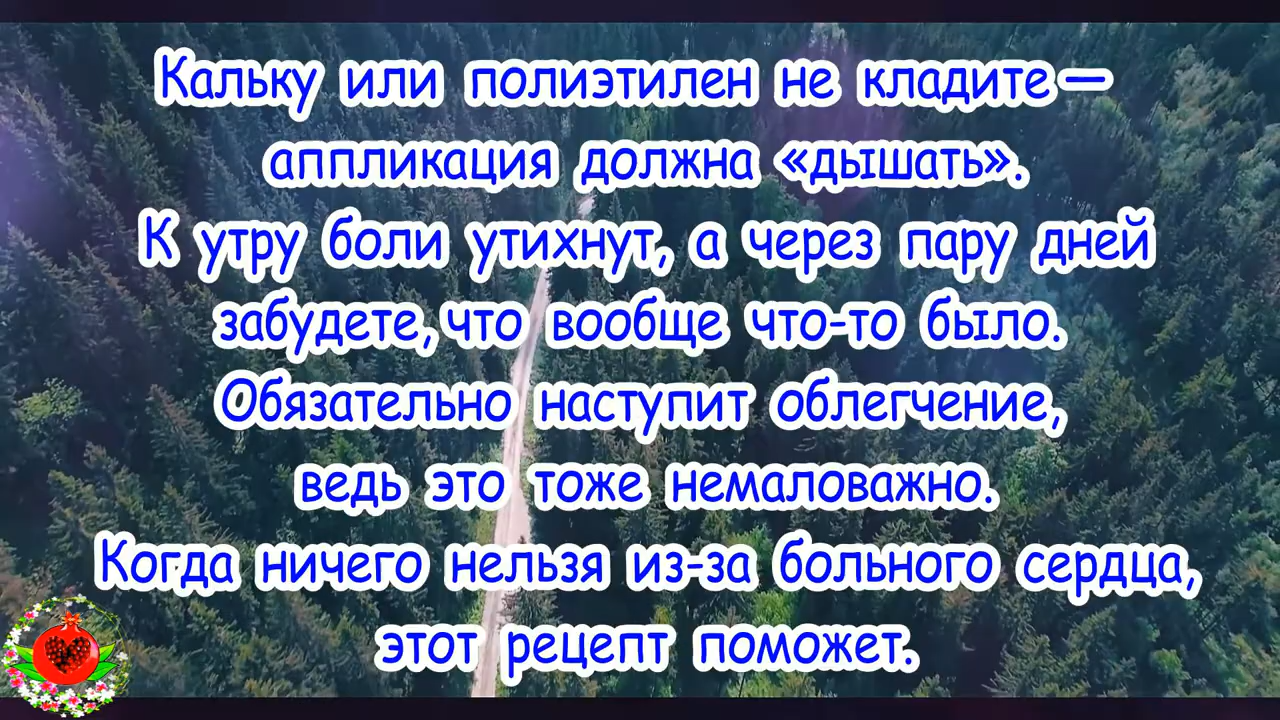 Кальку или полиэтилен не кладите —
аппликация должна «дышать».
К утру боли утихнут, а через пару дней
забудете, что вообще что-то было.
Обязательно наступит облегчение,
ведь это тоже немаловажно.
Когда ничего нельзя из-за больного сердца,
этот рецепт поможет.